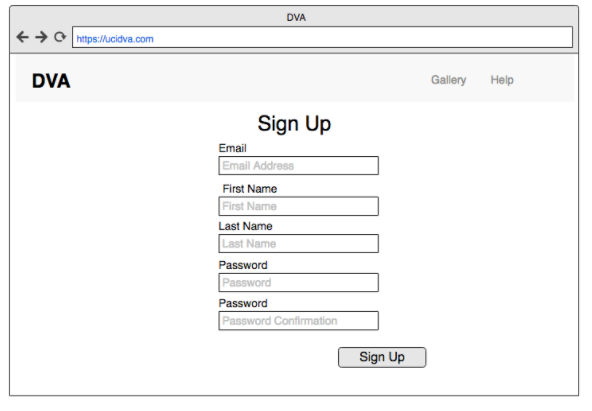 DVA
https://ucidva.com
DVA Gallery Help
Sign Up
Email
Email Address
First Name
First Name
Last Name
Last Name
Password
Password
Password
Password Confirmation
Sign Up